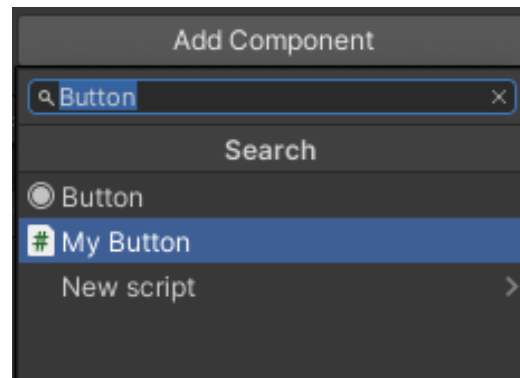 Add Component
Button
Search
Button
# My Button
New script